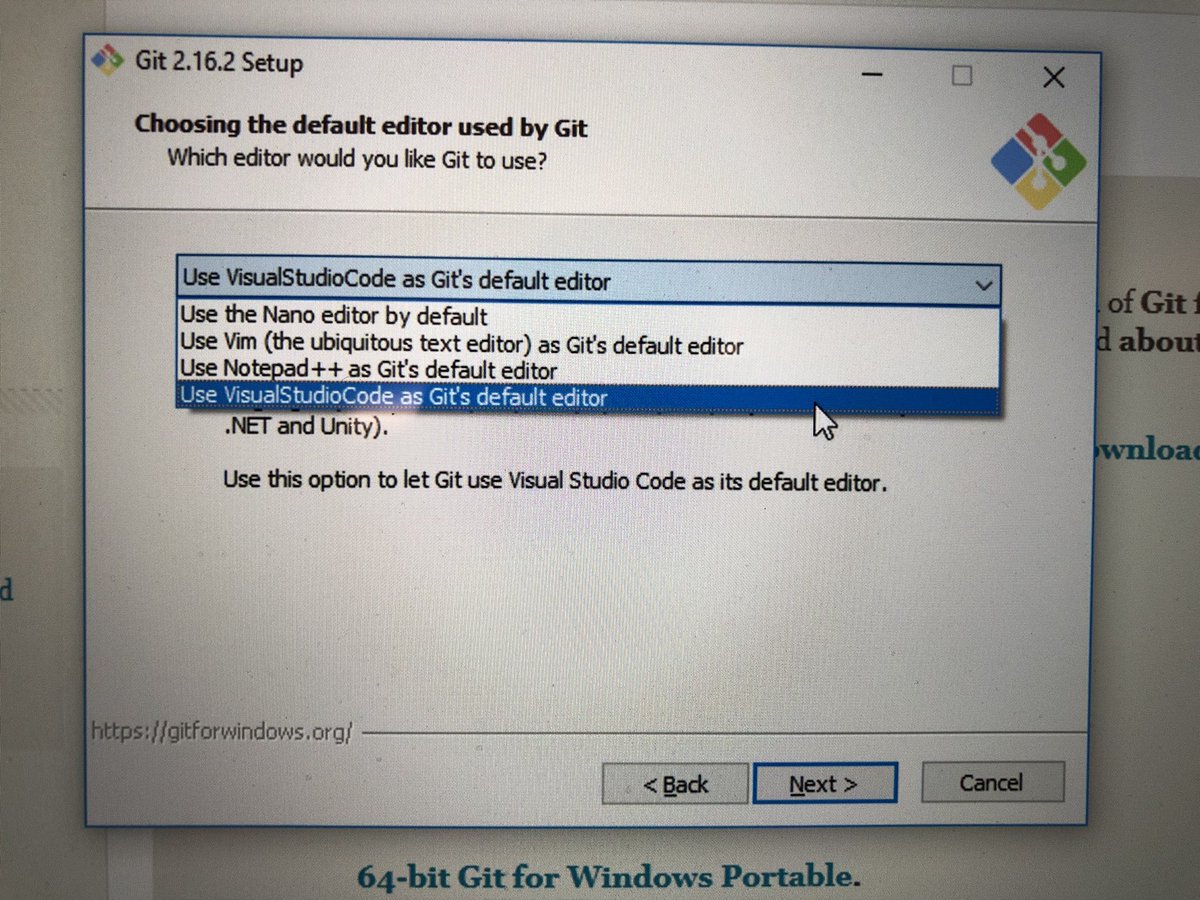 Git 2.16.2 Setup
Choosing the default editor used by Git
Which editor would you like Git to use?
Use VisualStudioCode as Git's default editor
Use the Nano editor by default
Use Vim (the ubiquitous text editor) as Git's default editor
Use Notepad++ as Git's default editor
Use VisualStudioCode as Git's default editor
.NET and Unity).
Use this option to let Git use Visual Studio Code as its default editor.
of Git f
d about
ownload
d
https://gitforwindows.org/
< Back
Next >
Cancel
64-bit Git for Windows Portable.